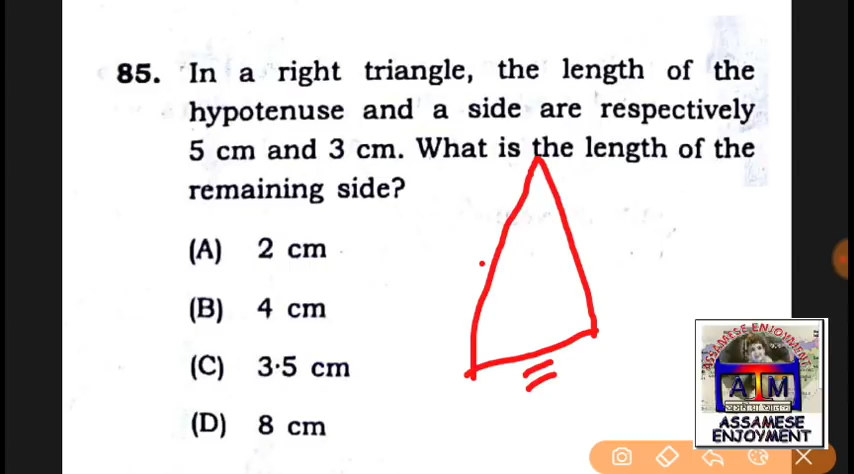 85. In a right triangle, the length of the
hypotenuse and a side are respectively
5 cm and 3 cm. What is the length of the
remaining side?
(A) 2 cm
(B) 4 cm
(C) 3·5 cm
(D) 8 cm
ASSAMESE ENJOYMENT
ATM
ASSAMESE
ENJOYMENT